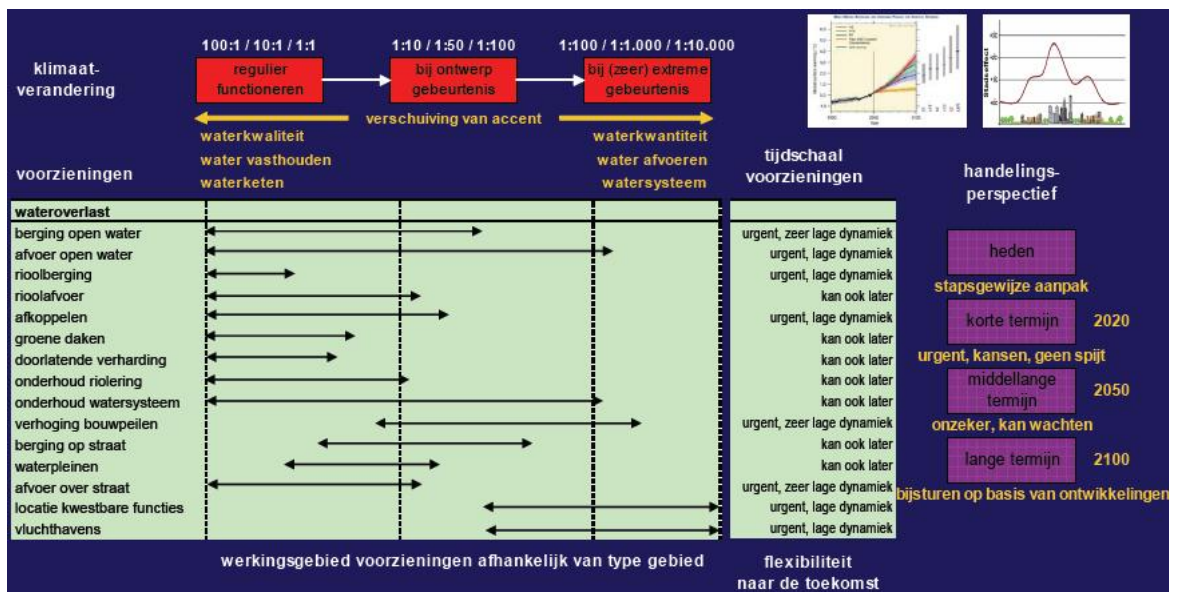 100:1 / 10:1 / 1:1
1:10 / 1:50 / 1:100
1:100 / 1:1.000 / 1:10.000
klimaat-
verandering
regulier
functioneren
bij ontwerp
gebeurtenis
bij (zeer) extreme
gebeurtenis
verschuiving van accent
waterkwaliteit
water vasthouden
waterketen
waterkwantiteit
water afvoeren
watersysteem
voorzieningen
tijdschaal
voorzieningen
handelings-
perspectief
Stadseffect
wateroverlast
berging open water
urgent, zeer lage dynamiek
afvoer open water
urgent, lage dynamiek
rioolberging
urgent, lage dynamiek
rioolafvoer
kan ook later
afkoppelen
urgent, lage dynamiek
groene daken
kan ook later
doorlatende verharding
kan ook later
onderhoud riolering
kan ook later
onderhoud watersysteem
kan ook later
verhoging bouwpeilen
urgent, zeer lage dynamiek
berging op straat
kan ook later
waterpleinen
kan ook later
afvoer over straat
urgent, zeer lage dynamiek
locatie kwestbare functies
urgent, lage dynamiek
vluchthavens
urgent, lage dynamiek
heden
stapsgewijze aanpak
korte termijn
2020
urgent, kansen, geen spijt
middellange
termijn
2050
onzeker, kan wachten
lange termijn
2100
bijsturen op basis van ontwikkelingen
werkingsgebied voorzieningen afhankelijk van type gebied
flexibiliteit
naar de toekomst